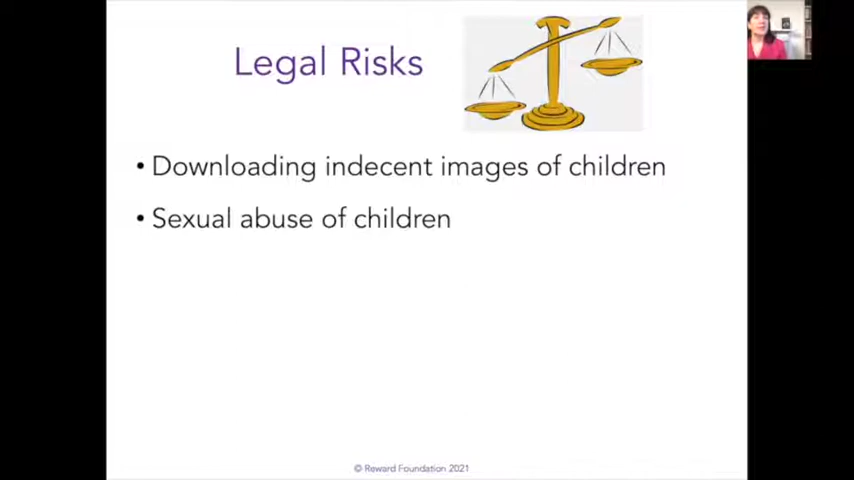 Legal Risks
• Downloading indecent images of children
• Sexual abuse of children
© Reward Foundation 2021